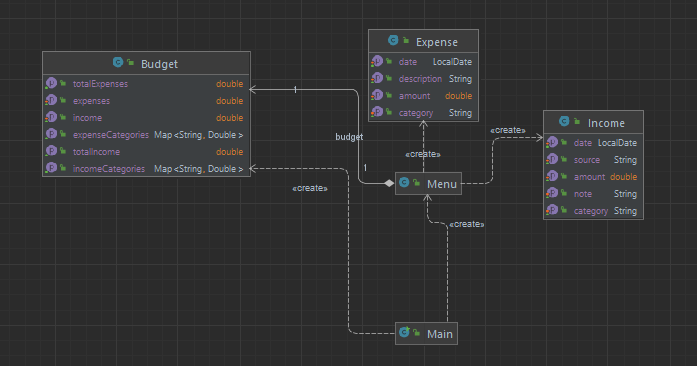 Budget
totalExpenses double
expenses double
income double
expenseCategories Map<String, Double>
totalIncome double
incomeCategories Map<String, Double>
Expense
date LocalDate
description String
amount double
category String
Income
date LocalDate
source String
amount double
note String
category String
1
budget
1
«create»
«create»
«create»
«create»
Menu
Main